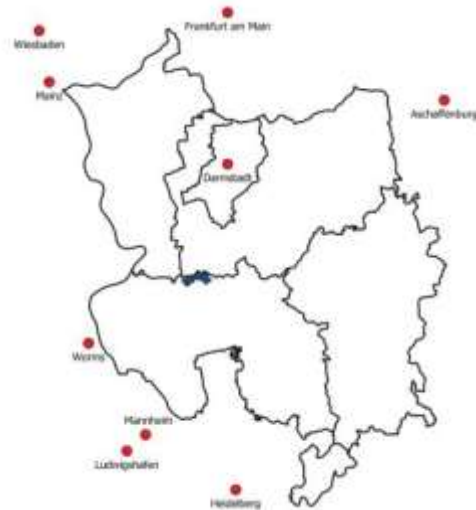 Frankfurt am Main
Wiesbaden
Mainz
Aschaffenburg
Darmstadt
Worms
Mannheim
Ludwigshafen
Heidelberg